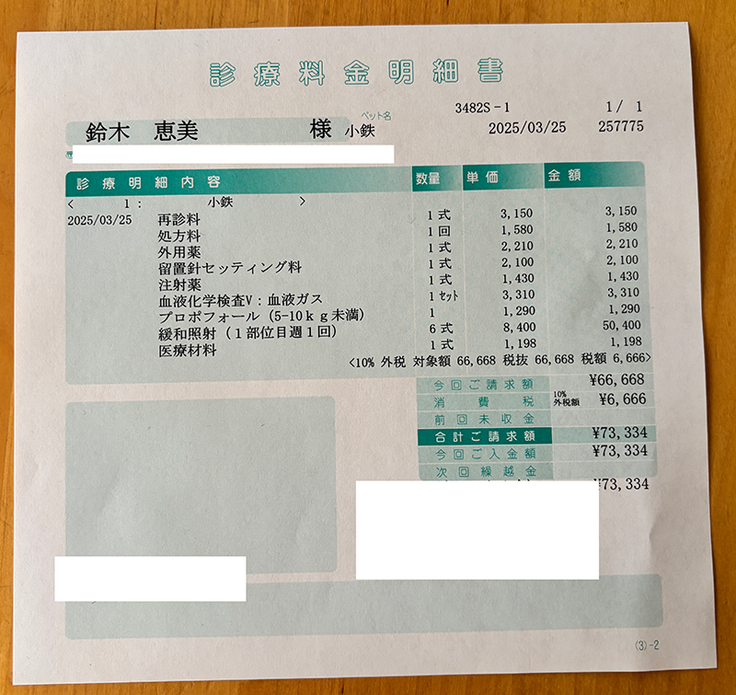 診療料金明細書
3482S-1 1/ 1
鈴木 恵美 様 ペット名 小鉄 2025/03/25 257775
診療明細内容 数量 単価 金額
< 1: 小鉄 >
2025/03/25 再診料 1式 3,150 3,150
処方料 1回 1,580 1,580
外用薬 1式 2,210 2,210
留置針セッティング料 1式 2,100 2,100
注射薬 1式 1,430 1,430
血液化学検査Ⅴ:血液ガス 1セット 3,310 3,310
プロポフォール(5-10kg未満) 1 1,290 1,290
緩和照射(1部位目週1回) 6式 8,400 50,400
医療材料 1式 1,198 1,198
<10% 外税 対象額 66,668 税抜 66,668 税額 6,666>
今回ご請求額 ¥66,668
消費税 10%外税額 ¥6,666
前回未収金
合計ご請求額 ¥73,334
今回ご入金額 ¥73,334
次回繰越金
¥73,334
(3)-2